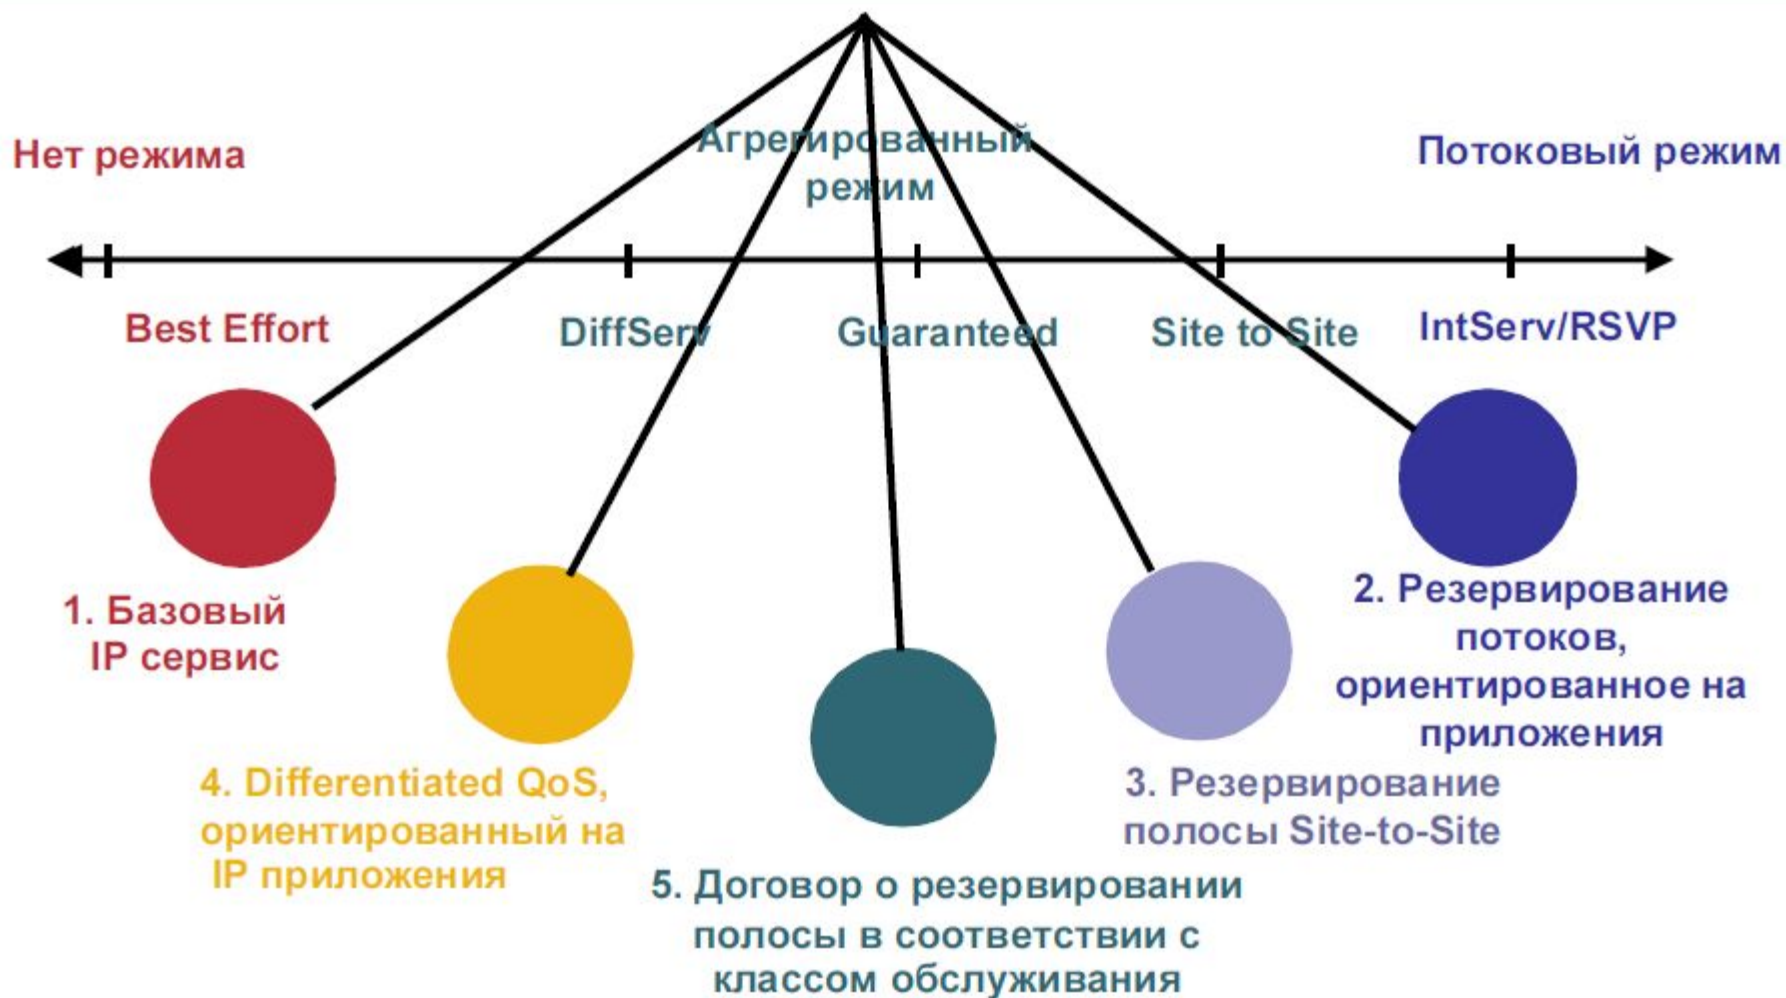 Агрегированный
режим
Нет режима
Потоковый режим
Best Effort
DiffServ
Guaranteed
Site to Site
IntServ/RSVP
1. Базовый
IP сервис
2. Резервирование
потоков,
ориентированное на
приложения
4. Differentiated QoS,
ориентированный на
IP приложения
3. Резервирование
полосы Site-to-Site
5. Договор о резервировании
полосы в соответствии с
классом обслуживания